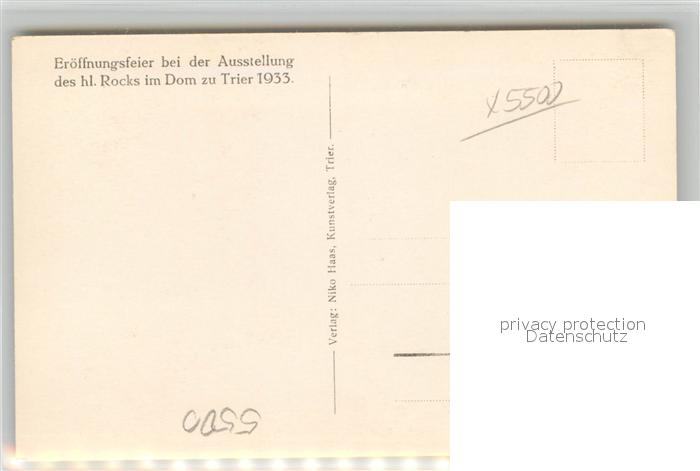 Eröffnungsfeier bei der Ausstellung
des hl. Rocks im Dom zu Trier 1933.
x 5500
Verlag: Niko Haas, Kunstverlag, Trier.
privacy protection
Datenschutz
5500